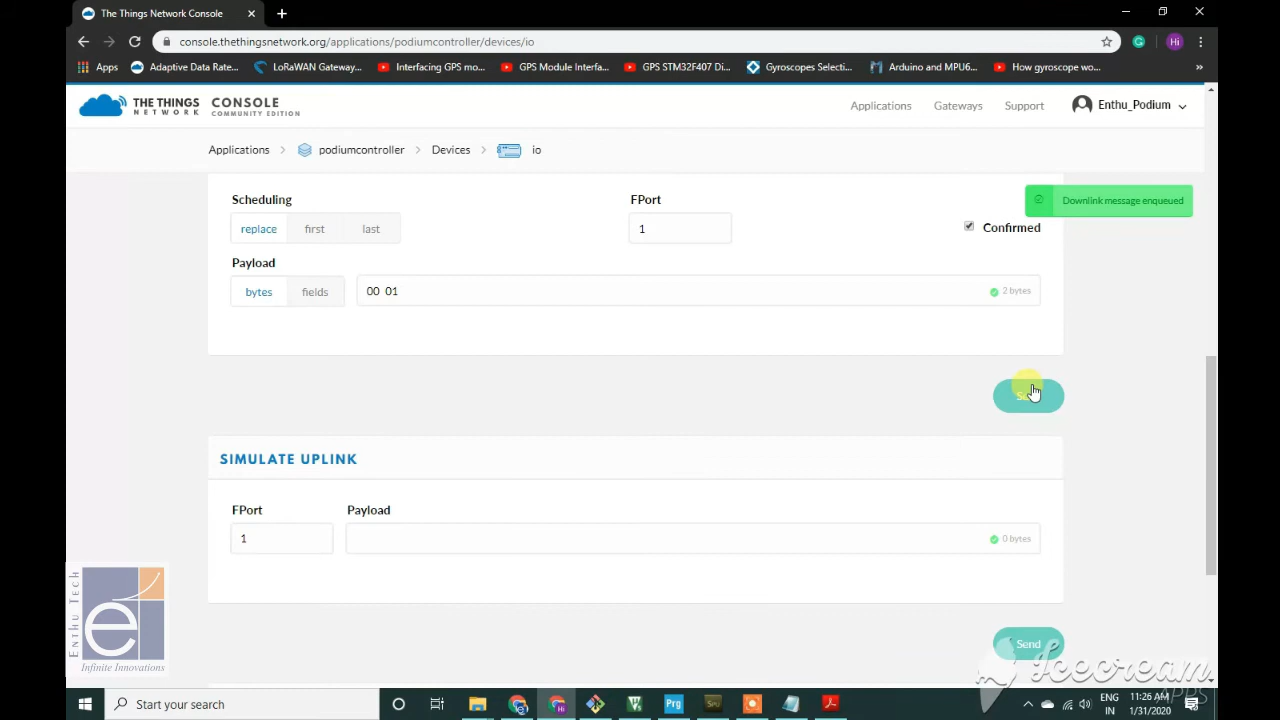 The Things Network Console
console.thethingsnetwork.org/applications/podiumcontroller/devices/io
Hi
Apps
Adaptive Data Rate...
LoRaWAN Gateway...
Interfacing GPS mo...
GPS Module Interfa...
GPS STM32F407 Di...
Gyroscopes Selecti...
Arduino and MPU6...
How gyroscope wo...
»
THE THINGS
NETWORK
CONSOLE
COMMUNITY EDITION
Applications
Gateways
Support
Enthu_Podium
Applications > podiumcontroller > Devices > io
Scheduling
FPort
Downlink message enqueued
replace
first
last
1
Confirmed
Payload
bytes
fields
00 01
2 bytes
SIMULATE UPLINK
FPort
Payload
1
0 bytes
Send
Enthu Tech
Infinite Innovations
Icecream
APPS
Start your search
Prg
ENG
IN
11:26 AM
1/31/2020